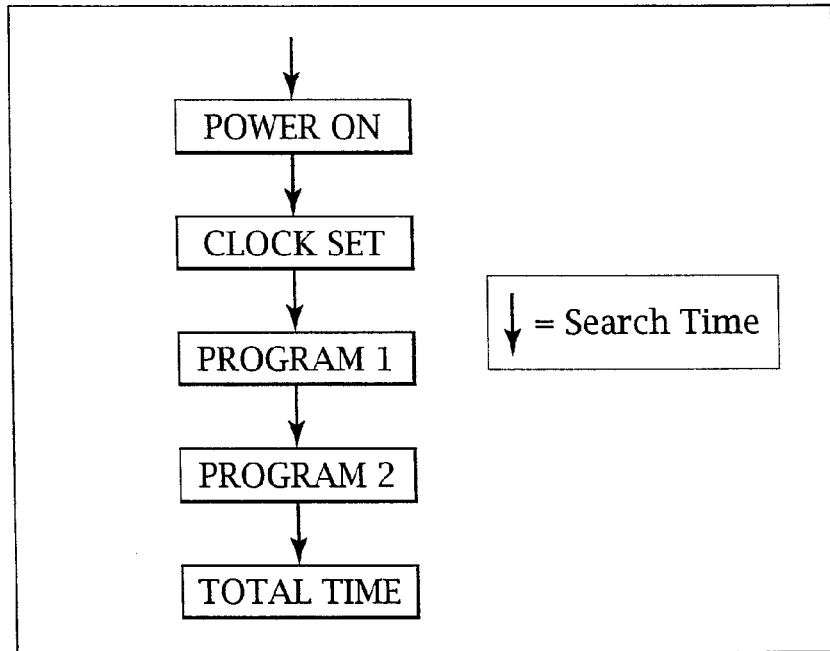 POWER ON
CLOCK SET
PROGRAM 1
PROGRAM 2
TOTAL TIME
= Search Time